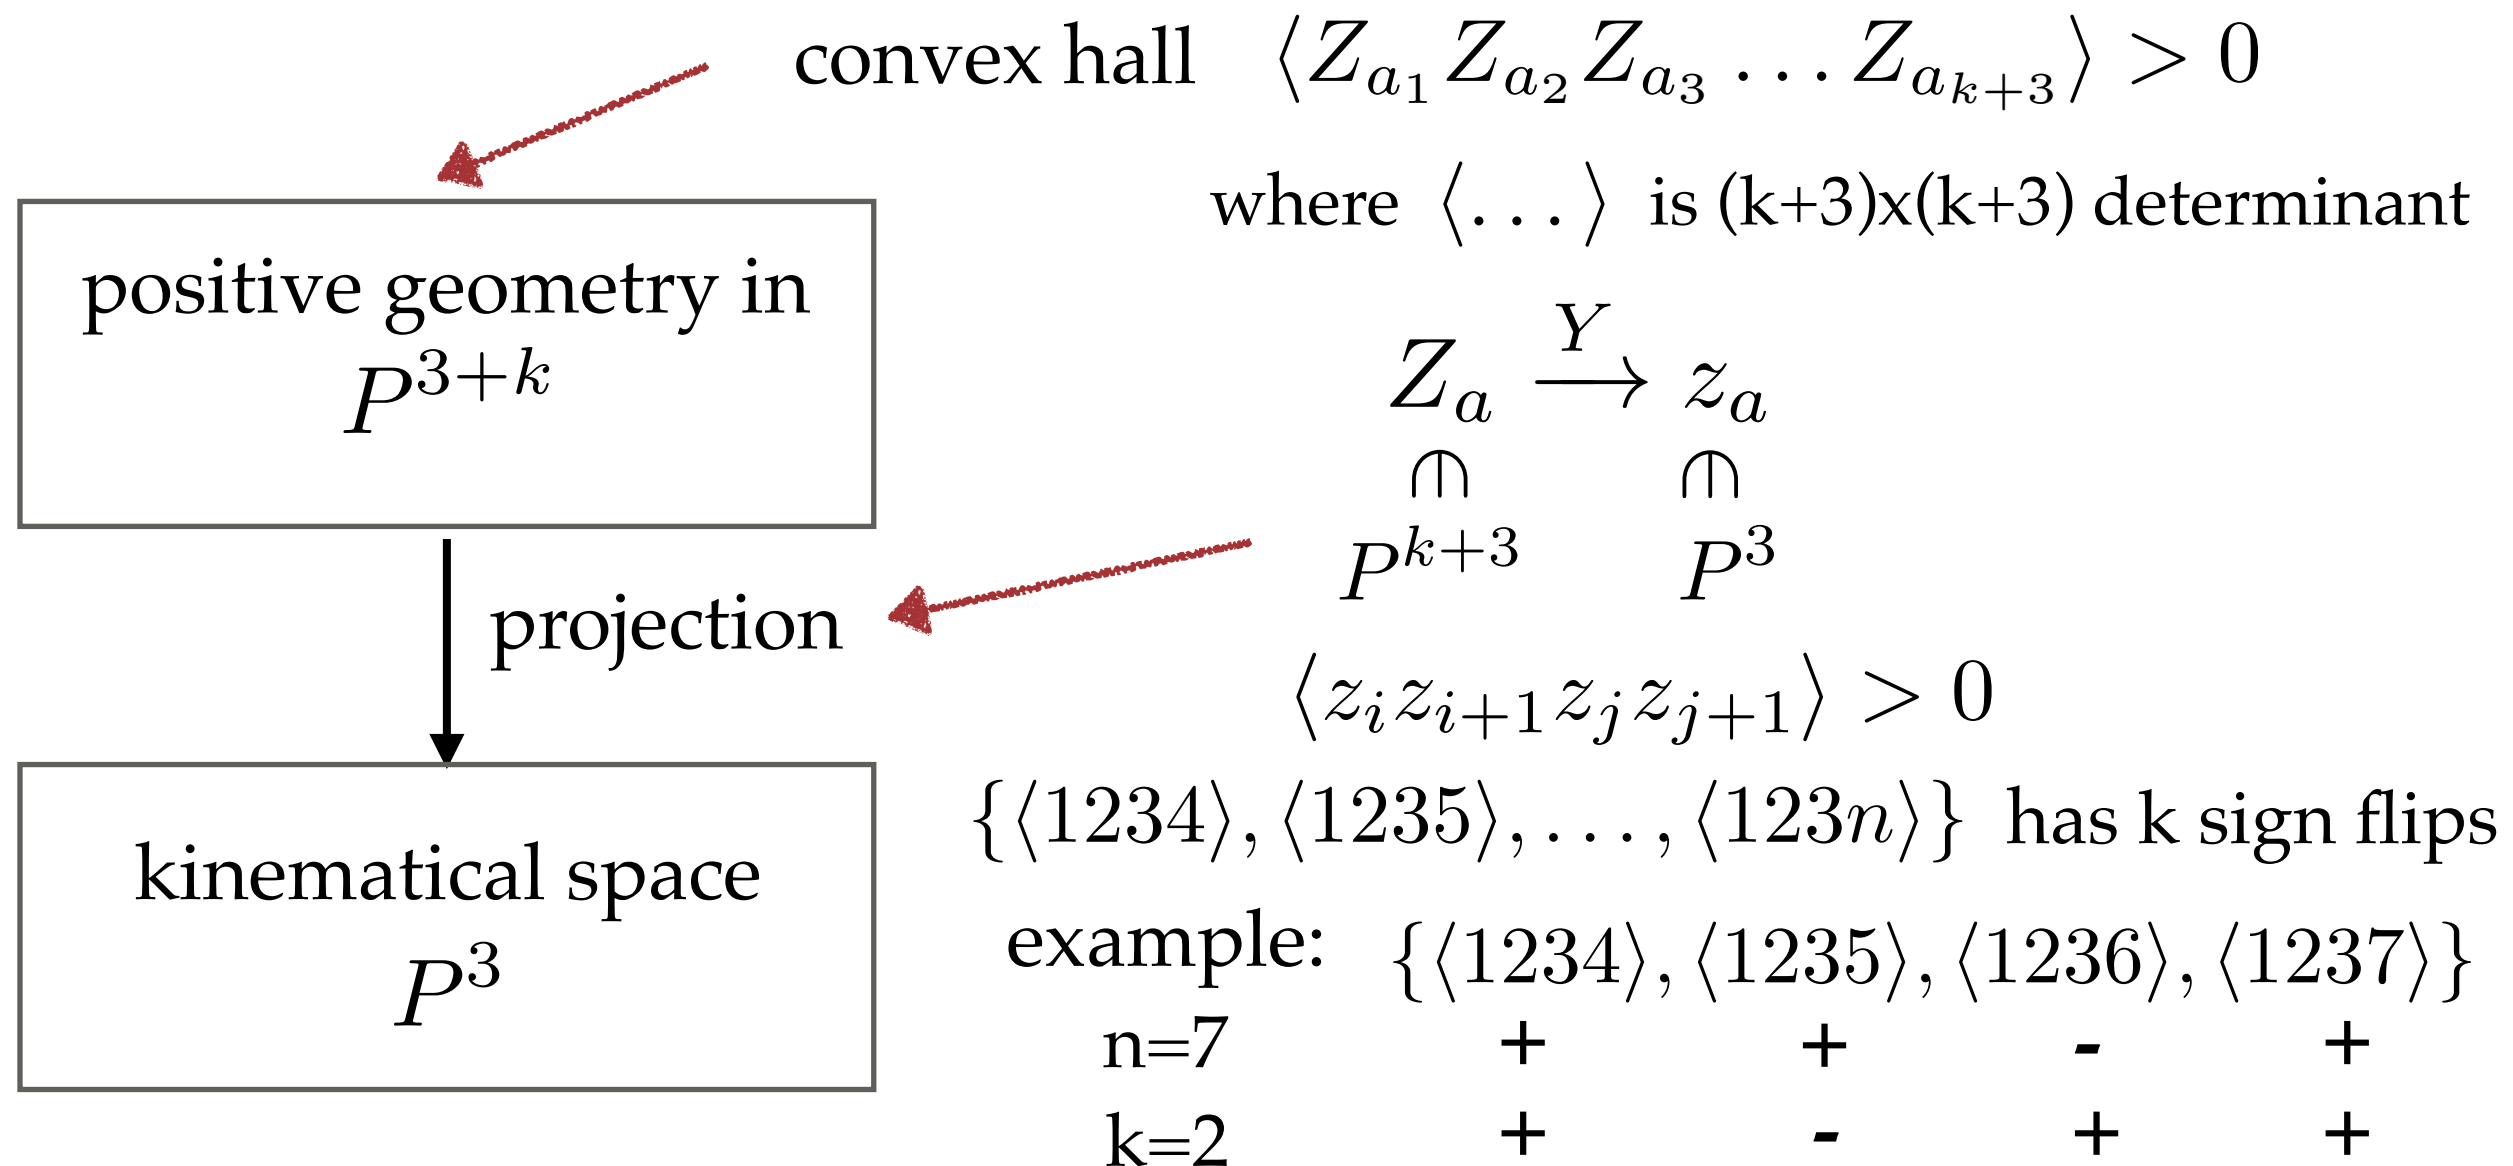 convex hall ⟨Z_{a_1} Z_{a_2} Z_{a_3} ... Z_{a_{k+3}}⟩ > 0
where ⟨...⟩ is (k+3)x(k+3) determinant
positive geometry in
P^{3+k}
Z_a \xrightarrow{Y} z_a
∈ ∈
P^{k+3} P^3
projection
⟨z_i z_{i+1} z_j z_{j+1}⟩ > 0
{⟨1234⟩, ⟨1235⟩, ...., ⟨123n⟩} has k sign flips
kinematical space
P^3
example: {⟨1234⟩, ⟨1235⟩, ⟨1236⟩, ⟨1237⟩}
n=7 + + - +
k=2 + - + +